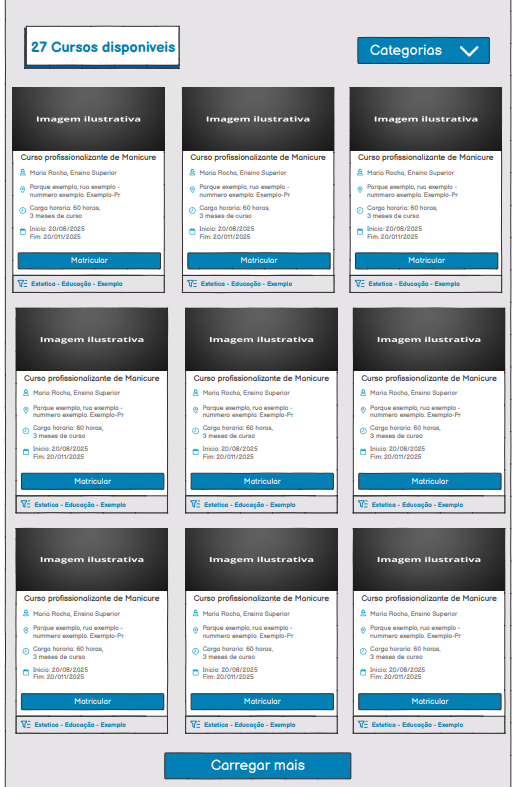 27 Cursos disponiveis
Categorias
Imagem ilustrativa
Curso profissionalizante de Manicure
Maria Rocha, Ensino Superior
Parque exemplo, rua exemplo -
nummero exemplo. Exemplo-Pr
Carga horaria: 60 horas,
3 meses de curso
Inicio: 20/08/2025
Fim: 20/011/2025
Matricular
Estetica - Educação - Exemplo
Imagem ilustrativa
Curso profissionalizante de Manicure
Maria Rocha, Ensino Superior
Parque exemplo, rua exemplo -
nummero exemplo. Exemplo-Pr
Carga horaria: 60 horas,
3 meses de curso
Inicio: 20/08/2025
Fim: 20/011/2025
Matricular
Estetica - Educação - Exemplo
Imagem ilustrativa
Curso profissionalizante de Manicure
Maria Rocha, Ensino Superior
Parque exemplo, rua exemplo -
nummero exemplo. Exemplo-Pr
Carga horaria: 60 horas,
3 meses de curso
Inicio: 20/08/2025
Fim: 20/011/2025
Matricular
Estetica - Educação - Exemplo
Imagem ilustrativa
Curso profissionalizante de Manicure
Maria Rocha, Ensino Superior
Parque exemplo, rua exemplo -
nummero exemplo. Exemplo-Pr
Carga horaria: 60 horas,
3 meses de curso
Inicio: 20/08/2025
Fim: 20/011/2025
Matricular
Estetica - Educação - Exemplo
Imagem ilustrativa
Curso profissionalizante de Manicure
Maria Rocha, Ensino Superior
Parque exemplo, rua exemplo -
nummero exemplo. Exemplo-Pr
Carga horaria: 60 horas,
3 meses de curso
Inicio: 20/08/2025
Fim: 20/011/2025
Matricular
Estetica - Educação - Exemplo
Imagem ilustrativa
Curso profissionalizante de Manicure
Maria Rocha, Ensino Superior
Parque exemplo, rua exemplo -
nummero exemplo. Exemplo-Pr
Carga horaria: 60 horas,
3 meses de curso
Inicio: 20/08/2025
Fim: 20/011/2025
Matricular
Estetica - Educação - Exemplo
Imagem ilustrativa
Curso profissionalizante de Manicure
Maria Rocha, Ensino Superior
Parque exemplo, rua exemplo -
nummero exemplo. Exemplo-Pr
Carga horaria: 60 horas,
3 meses de curso
Inicio: 20/08/2025
Fim: 20/011/2025
Matricular
Estetica - Educação - Exemplo
Imagem ilustrativa
Curso profissionalizante de Manicure
Maria Rocha, Ensino Superior
Parque exemplo, rua exemplo -
nummero exemplo. Exemplo-Pr
Carga horaria: 60 horas,
3 meses de curso
Inicio: 20/08/2025
Fim: 20/011/2025
Matricular
Estetica - Educação - Exemplo
Imagem ilustrativa
Curso profissionalizante de Manicure
Maria Rocha, Ensino Superior
Parque exemplo, rua exemplo -
nummero exemplo. Exemplo-Pr
Carga horaria: 60 horas,
3 meses de curso
Inicio: 20/08/2025
Fim: 20/011/2025
Matricular
Estetica - Educação - Exemplo
Carregar mais